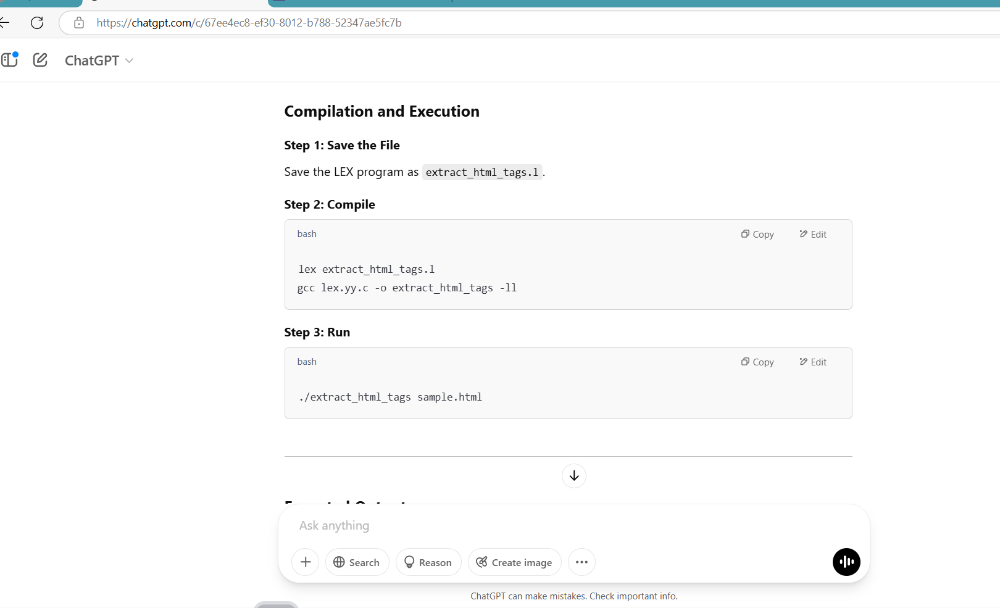 https://chatgpt.com/c/67ee4ec8-ef30-8012-b788-52347ae5fc7b
ChatGPT
Compilation and Execution
Step 1: Save the File
Save the LEX program as extract_html_tags.l.
Step 2: Compile
bash Copy Edit
lex extract_html_tags.l
gcc lex.yy.c -o extract_html_tags -ll
Step 3: Run
bash Copy Edit
./extract_html_tags sample.html
Expected Output
Ask anything
Search Reason Create image
ChatGPT can make mistakes. Check important info.